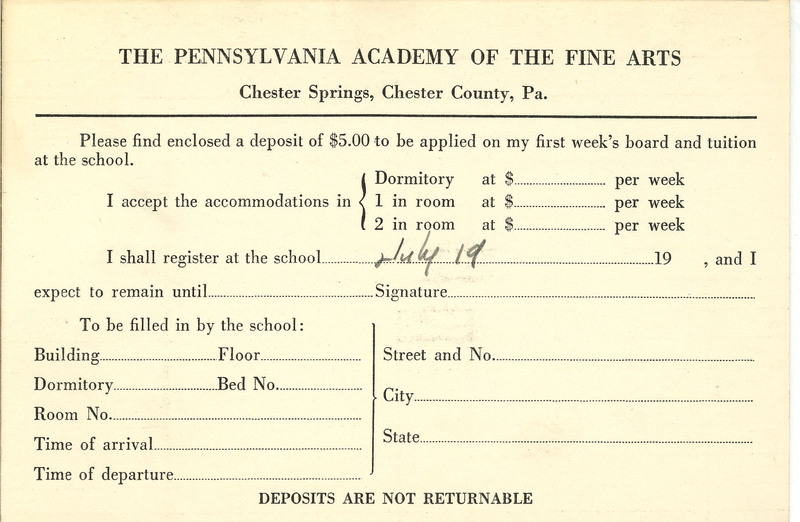 THE PENNSYLVANIA ACADEMY OF THE FINE ARTS
Chester Springs, Chester County, Pa.
Please find enclosed a deposit of $5.00 to be applied on my first week's board and tuition
at the school.
I accept the accommodations in { Dormitory at $.......... per week
1 in room at $.......... per week
2 in room at $.......... per week
I shall register at the school..........July 19..........19 , and I
expect to remain until..........Signature..........
To be filled in by the school:
Building..........Floor..........
Dormitory..........Bed No...........
Room No...........
Time of arrival..........
Time of departure..........
Street and No...........
City..........
State..........
DEPOSITS ARE NOT RETURNABLE